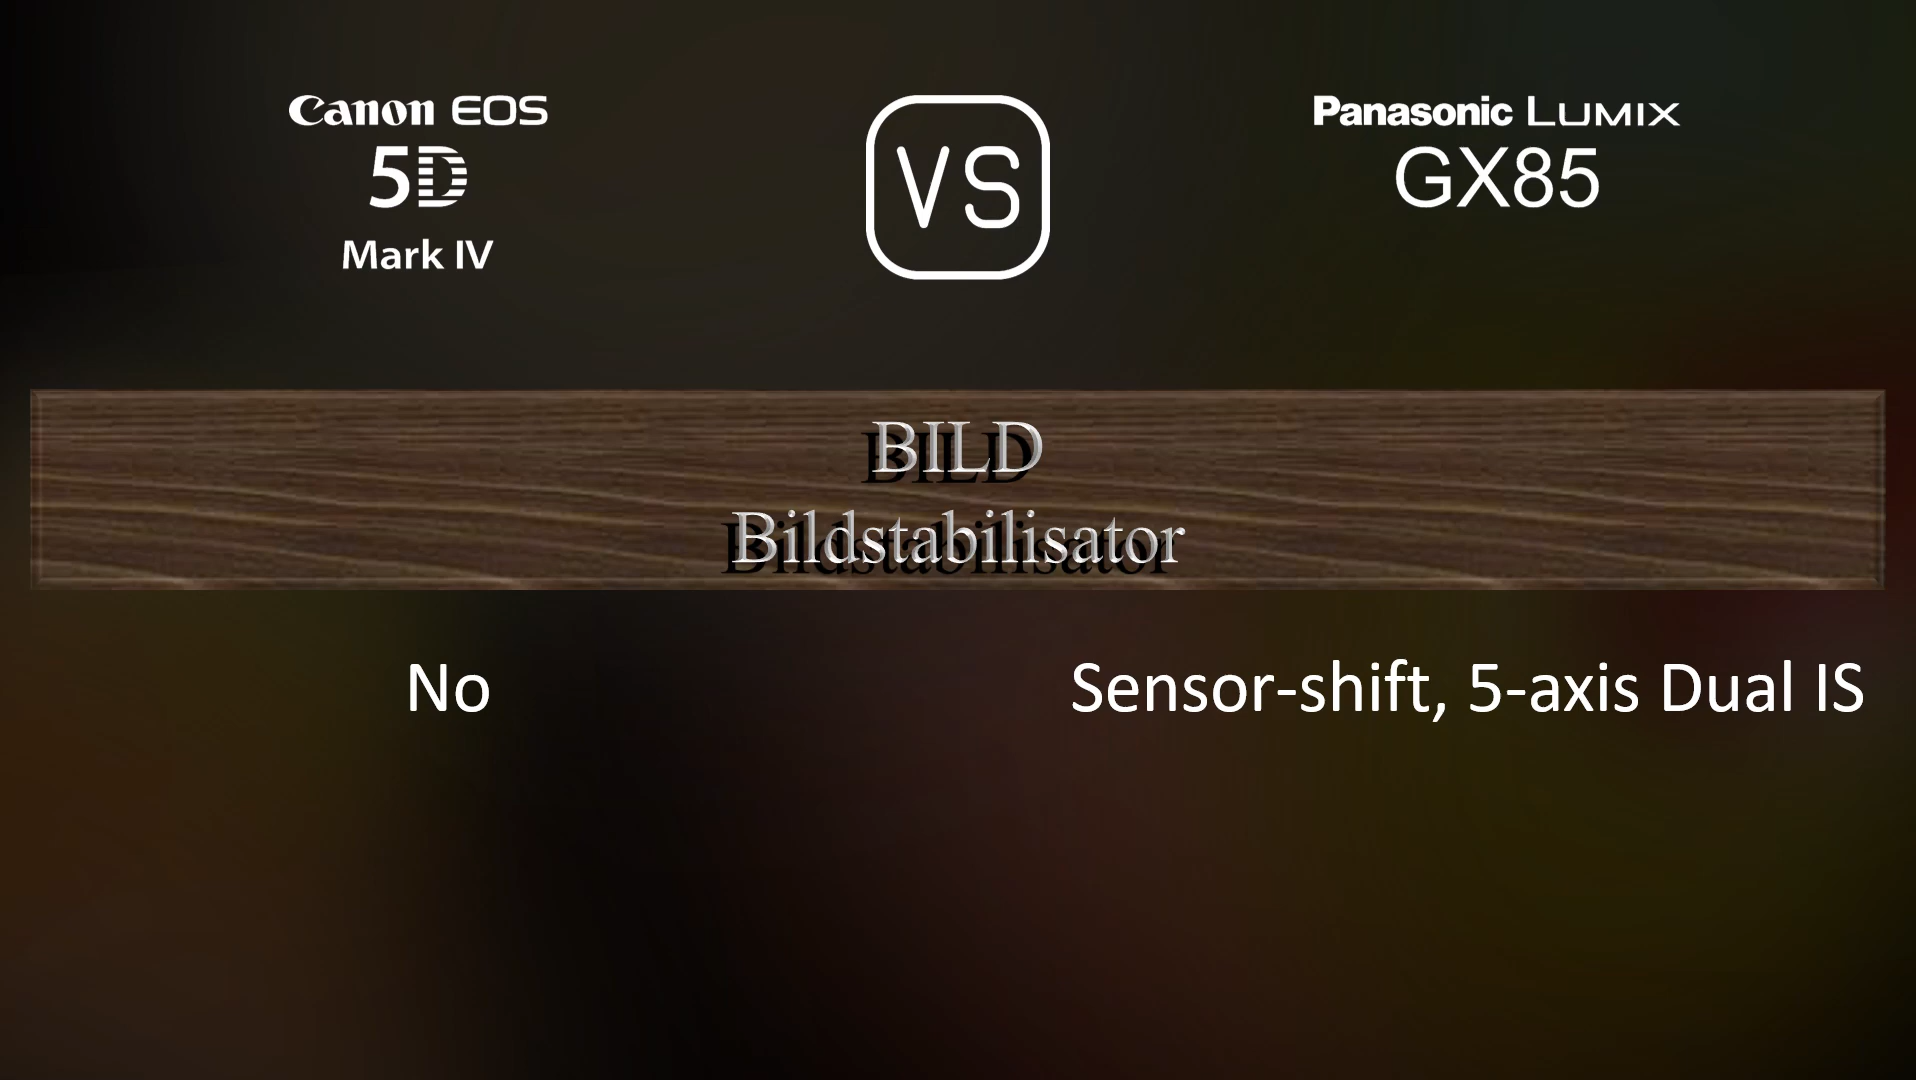 Canon EOS
5D
Mark IV
VS
Panasonic LUMIX
GX85
BILD
Bildstabilisator
No
Sensor-shift, 5-axis Dual IS